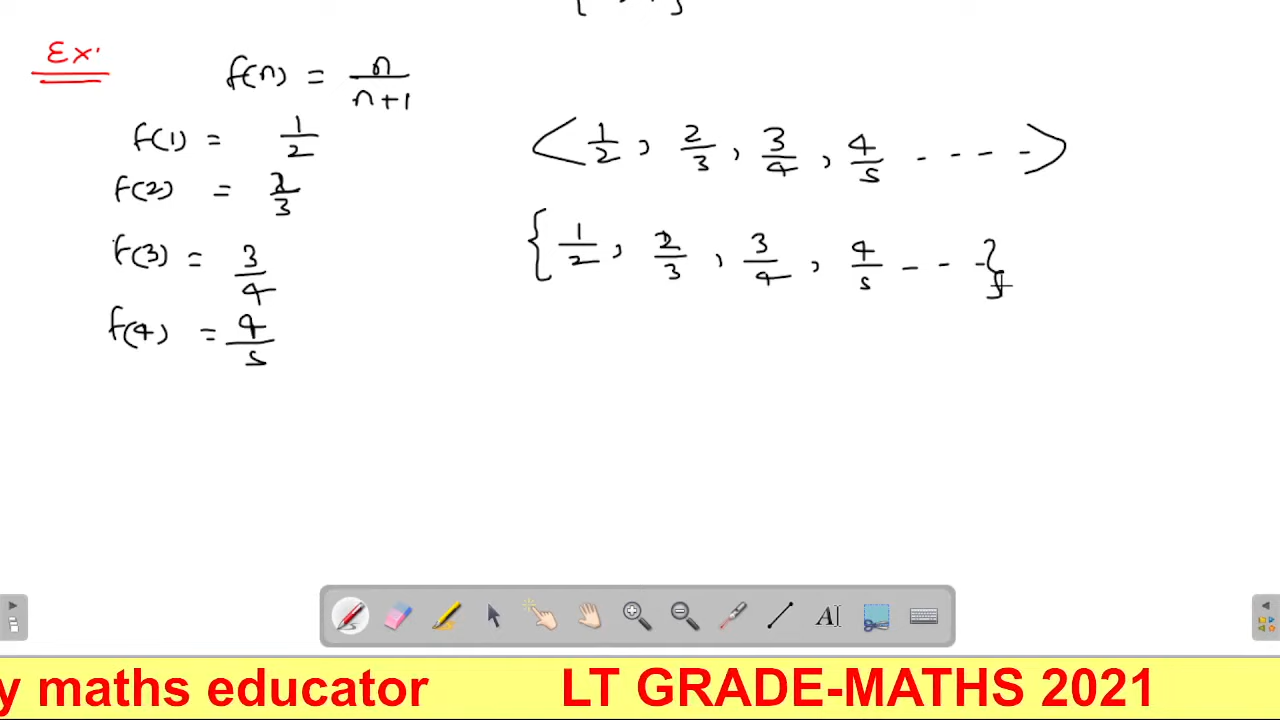 Ex.
f(n) = n/(n+1)
f(1) = 1/2
f(2) = 2/3
f(3) = 3/4
f(4) = 4/5
< 1/2, 2/3, 3/4, 4/5 - - - - >
{ 1/2, 2/3, 3/4, 4/5 - - - }
AI
y maths educator LT GRADE-MATHS 2021